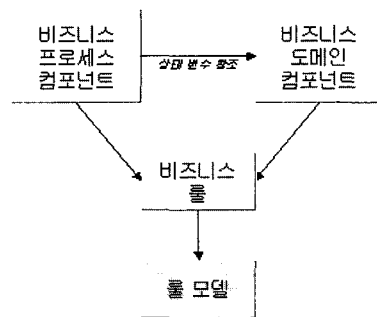 비즈니스
프로세스
컴포넌트
상태 변수 참조
비즈니스
도메인
컴포넌트
비즈니스
룰
룰 모델